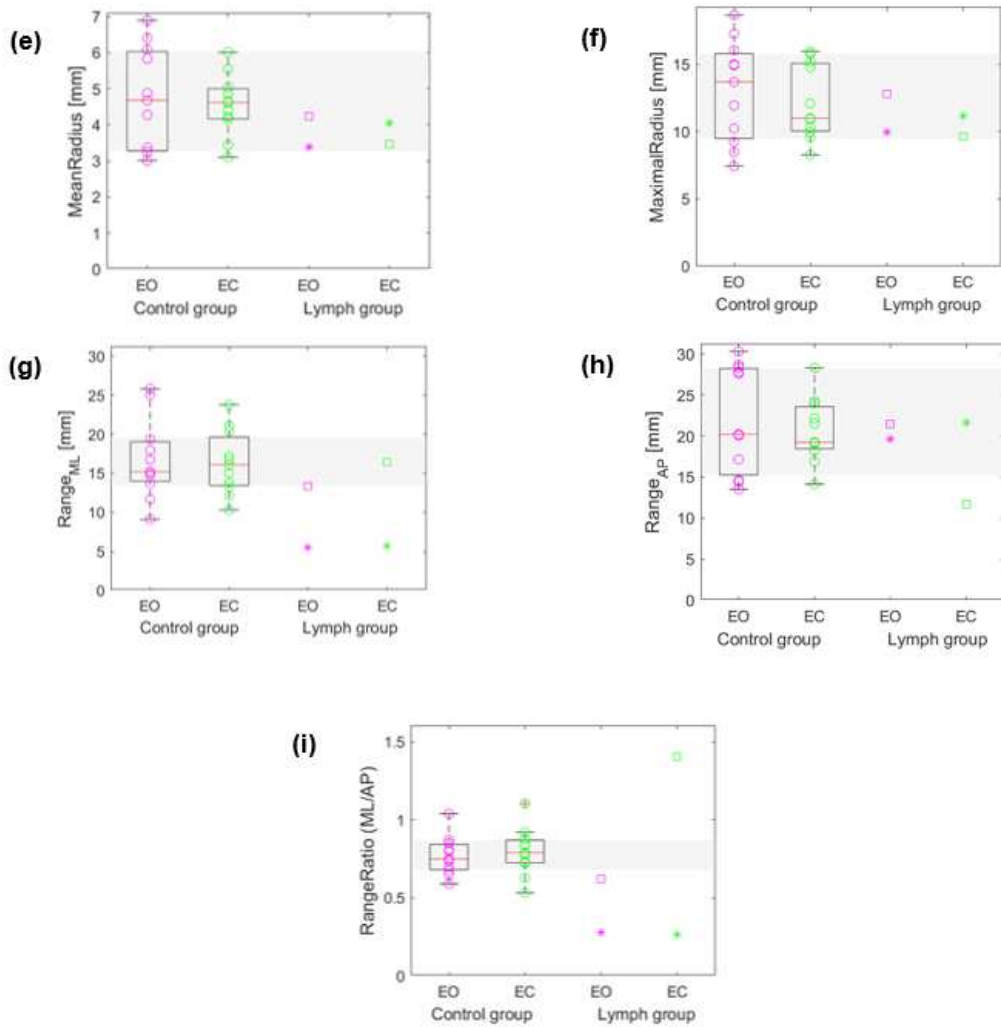 (e)
MeanRadius [mm]
7
6
5
4
3
2
1
0
EO EC EO EC
Control group Lymph group
(f)
MaximalRadius [mm]
15
10
5
0
EO EC EO EC
Control group Lymph group
(g)
Range_ML [mm]
30
25
20
15
10
5
0
EO EC EO EC
Control group Lymph group
(h)
Range_AP [mm]
30
25
20
15
10
5
0
EO EC EO EC
Control group Lymph group
(i)
RangeRatio (ML/AP)
1.5
1
0.5
0
EO EC EO EC
Control group Lymph group